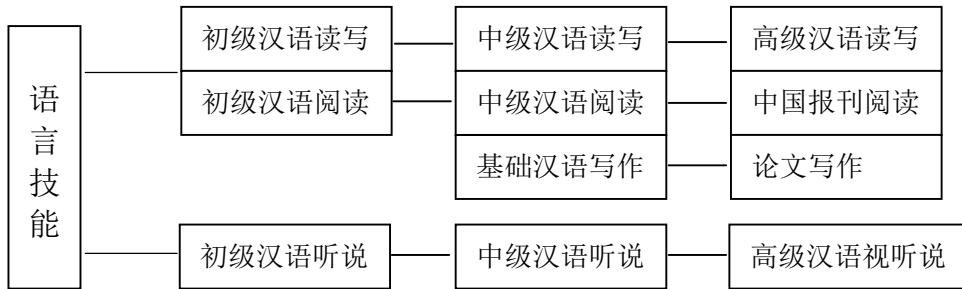 语言技能
初级汉语读写 中级汉语读写 高级汉语读写
初级汉语阅读 中级汉语阅读 中国报刊阅读
基础汉语写作 论文写作
初级汉语听说 中级汉语听说 高级汉语视听说